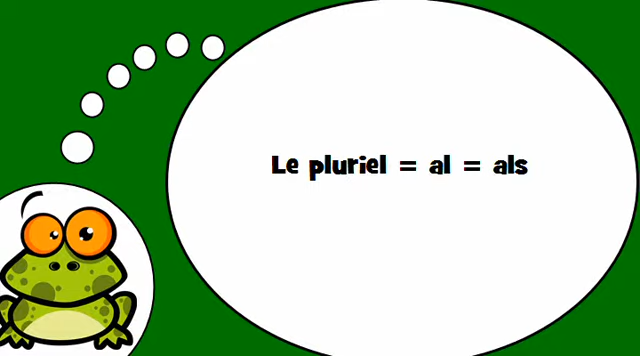 Le pluriel = al = als